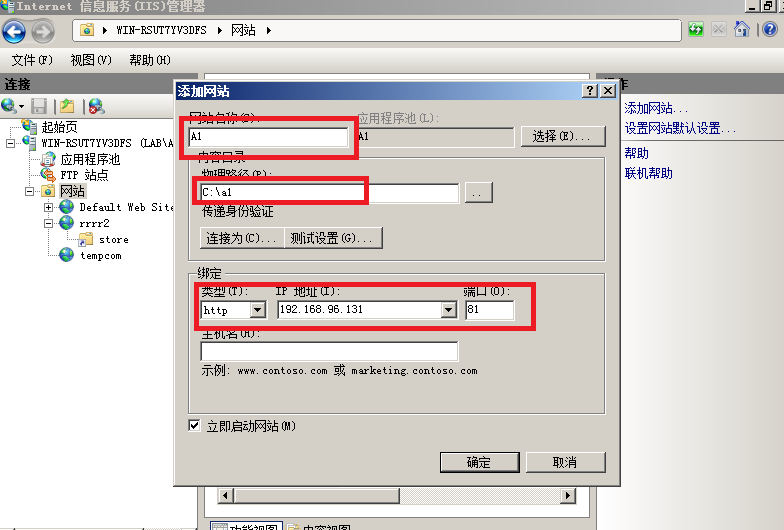 Internet 信息服务(IIS)管理器
WIN-RSUT7YV3DFS 网站
文件(F) 视图(V) 帮助(H)
连接
起始页
WIN-RSUT7YV3DFS (LAB\A
应用程序池
FTP 站点
网站
Default Web Site
rrrr2
store
tempcom
添加网站
网站名称(S): 应用程序池(L):
A1 A1 选择(E)...
内容目录
物理路径(P):
C:\a1 ..
传递身份验证
连接为(C)... 测试设置(G)...
绑定
类型(T): IP 地址(I): 端口(O):
http 192.168.96.131 81
主机名(H):
示例: www.contoso.com 或 marketing.contoso.com
立即启动网站(M)
确定 取消
作
添加网站...
设置网站默认设置...
帮助
联机帮助
功能视图 内容视图